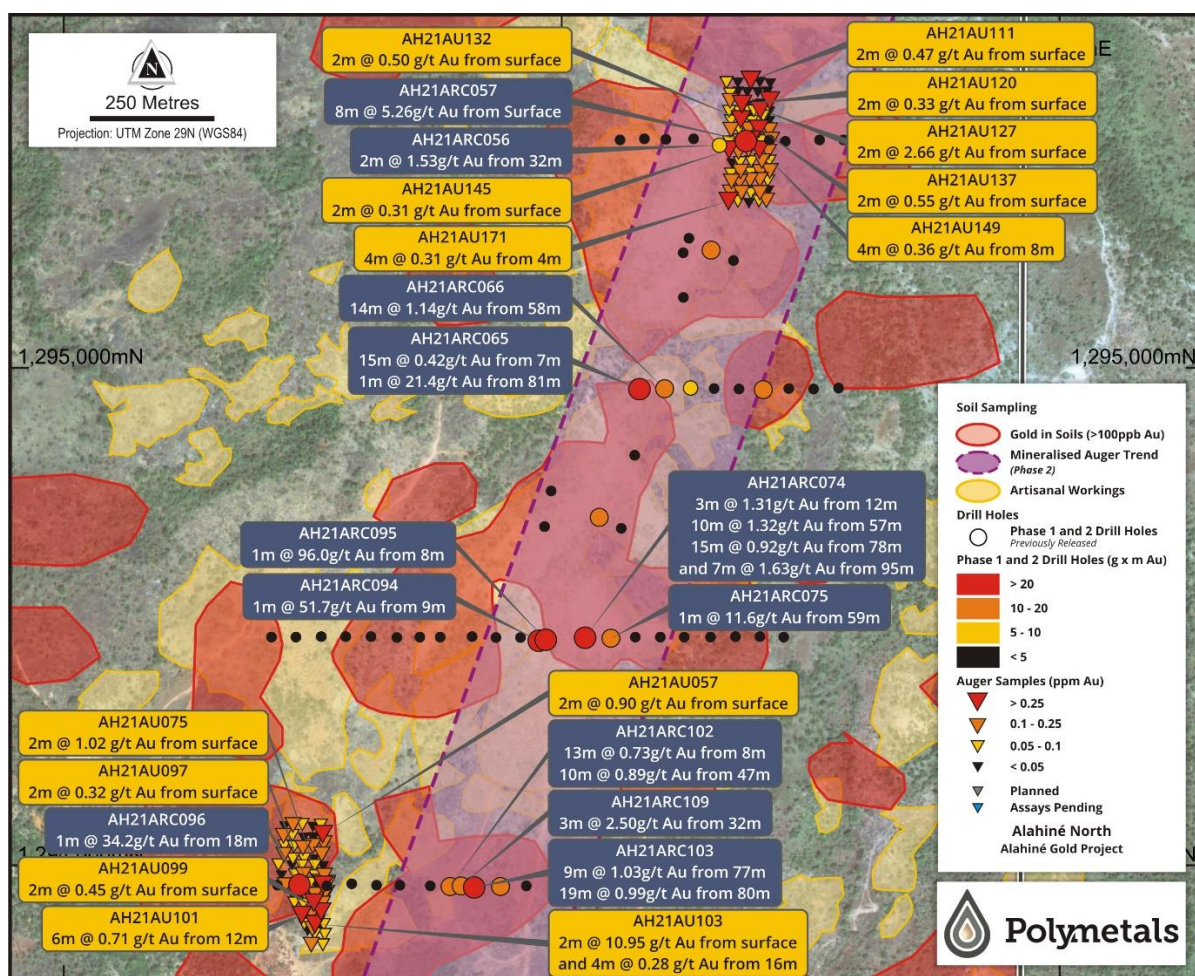 N
250 Metres
Projection: UTM Zone 29N (WGS84)
AH21AU132
2m @ 0.50 g/t Au from surface
AH21ARC057
8m @ 5.26g/t Au from Surface
AH21ARC056
2m @ 1.53g/t Au from 32m
AH21AU145
2m @ 0.31 g/t Au from surface
AH21AU171
4m @ 0.31 g/t Au from 4m
AH21ARC066
14m @ 1.14g/t Au from 58m
AH21ARC065
15m @ 0.42g/t Au from 7m
1m @ 21.4g/t Au from 81m
AH21AU111
2m @ 0.47 g/t Au from surface
mE
AH21AU120
2m @ 0.33 g/t Au from surface
AH21AU127
2m @ 2.66 g/t Au from surface
AH21AU137
2m @ 0.55 g/t Au from surface
AH21AU149
4m @ 0.36 g/t Au from 8m
1,295,000mN
1,295,000mN
AH21ARC074
3m @ 1.31g/t Au from 12m
10m @ 1.32g/t Au from 57m
15m @ 0.92g/t Au from 78m
and 7m @ 1.63g/t Au from 95m
AH21ARC095
1m @ 96.0g/t Au from 8m
AH21ARC094
1m @ 51.7g/t Au from 9m
AH21ARC075
1m @ 11.6g/t Au from 59m
AH21AU057
2m @ 0.90 g/t Au from surface
AH21AU075
2m @ 1.02 g/t Au from surface
AH21AU097
2m @ 0.32 g/t Au from surface
AH21ARC096
1m @ 34.2g/t Au from 18m
AH21AU099
2m @ 0.45 g/t Au from surface
AH21AU101
6m @ 0.71 g/t Au from 12m
AH21ARC102
13m @ 0.73g/t Au from 8m
10m @ 0.89g/t Au from 47m
AH21ARC109
3m @ 2.50g/t Au from 32m
AH21ARC103
9m @ 1.03g/t Au from 77m
19m @ 0.99g/t Au from 80m
AH21AU103
2m @ 10.95 g/t Au from surface
and 4m @ 0.28 g/t Au from 16m
Soil Sampling
Gold in Soils (>100ppb Au)
Mineralised Auger Trend
(Phase 2)
Artisanal Workings
Drill Holes
Phase 1 and 2 Drill Holes
Previously Released
Phase 1 and 2 Drill Holes (g x m Au)
> 20
10 - 20
5 - 10
< 5
Auger Samples (ppm Au)
> 0.25
0.1 - 0.25
0.05 - 0.1
< 0.05
Planned
Assays Pending
Alahiné North
Alahiné Gold Project
Polymetals